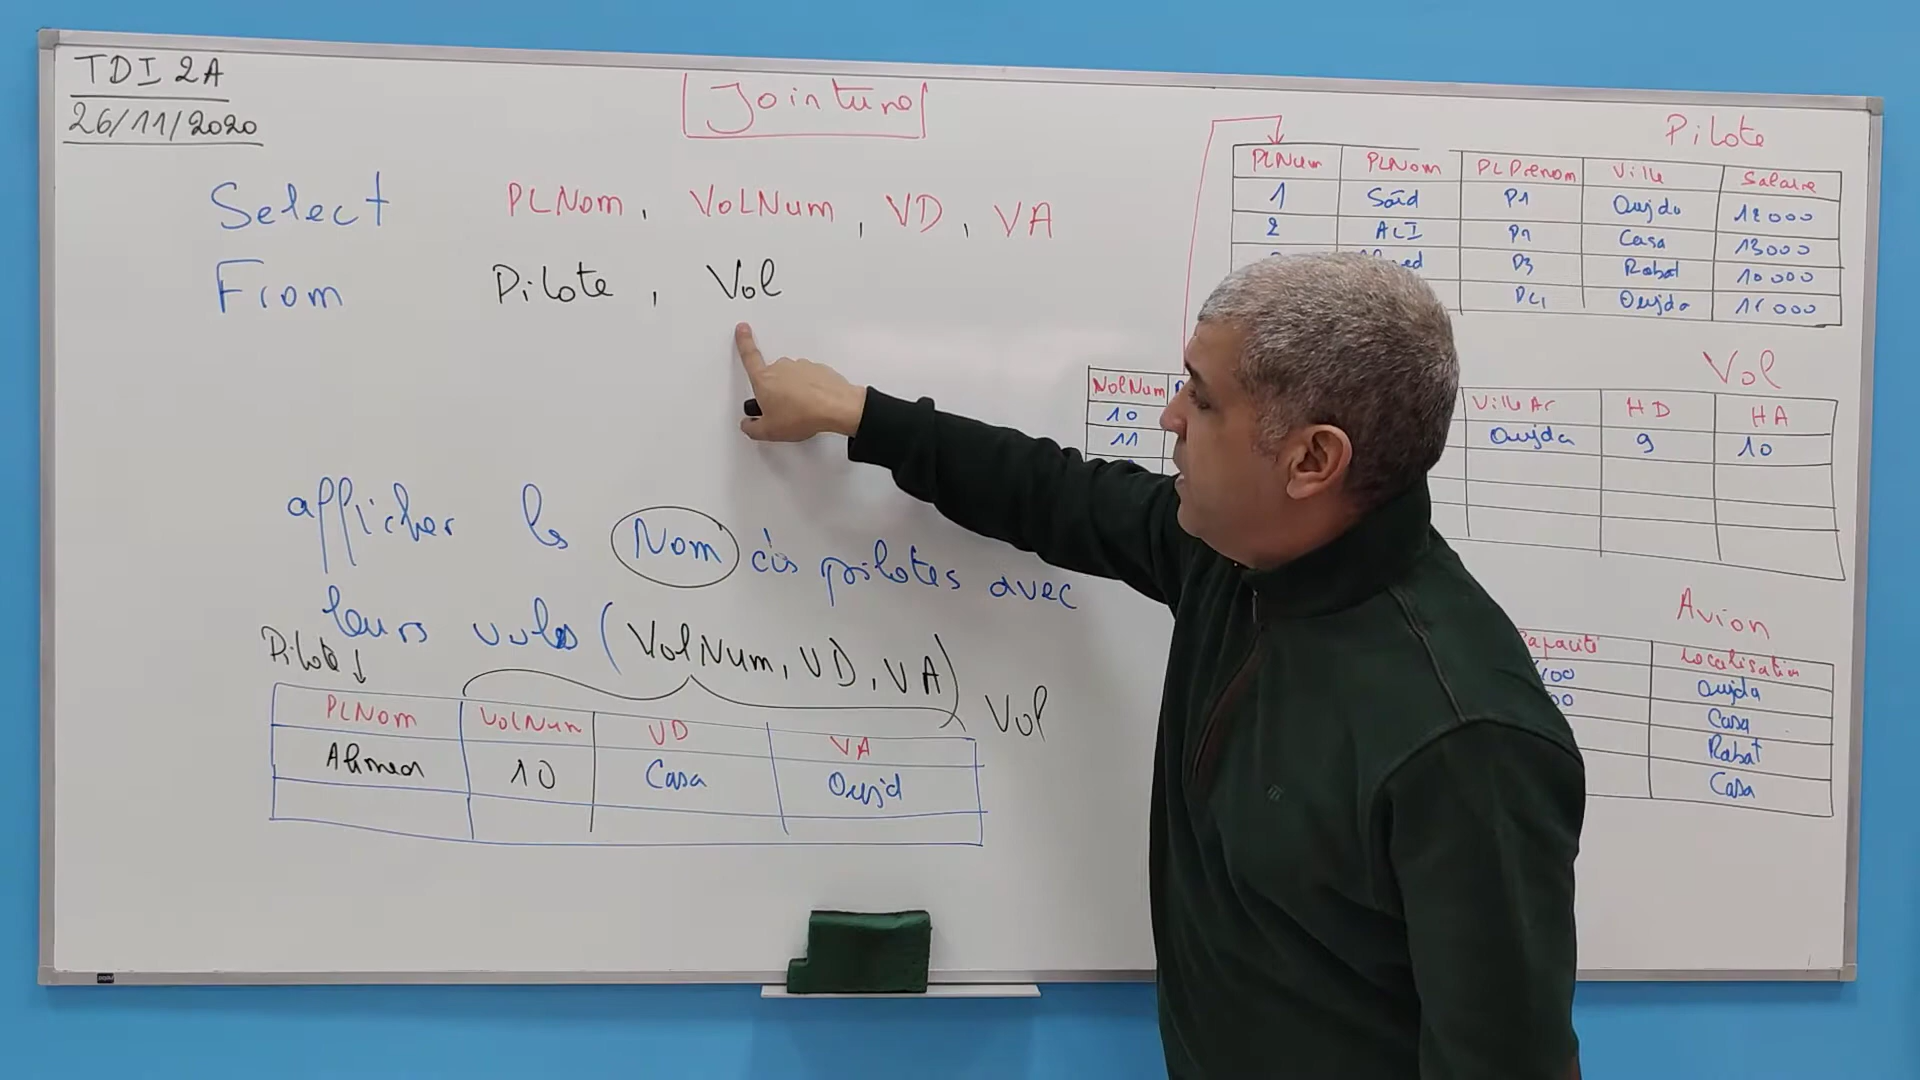 TDI 2A
26/11/2020
Jointure
Select PLNom, VOLNum, VD, VA
From Pilote, Vol
afficher les Nom des pilotes avec
leurs vols (VolNum, VD, VA)
Pilote
Vol
PLNom VolNum VD VA
Ahmed 10 Casa Oujd
Pilote
PLNum PLNom PLPrenom Ville Salaire
1 Saïd P1 Oujda 12000
2 ALI P2 Casa 13000
P3 Rabat 10000
Oujda
Vol
VolNum VilleAr HD HA
10 Oujda 9 10
11
Avion
Localisation
Oujda
Casa
Rabat
Casa